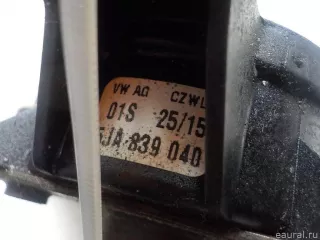 VW AG CZWL
01S 25/15
5JA 839 040
eaural.ru